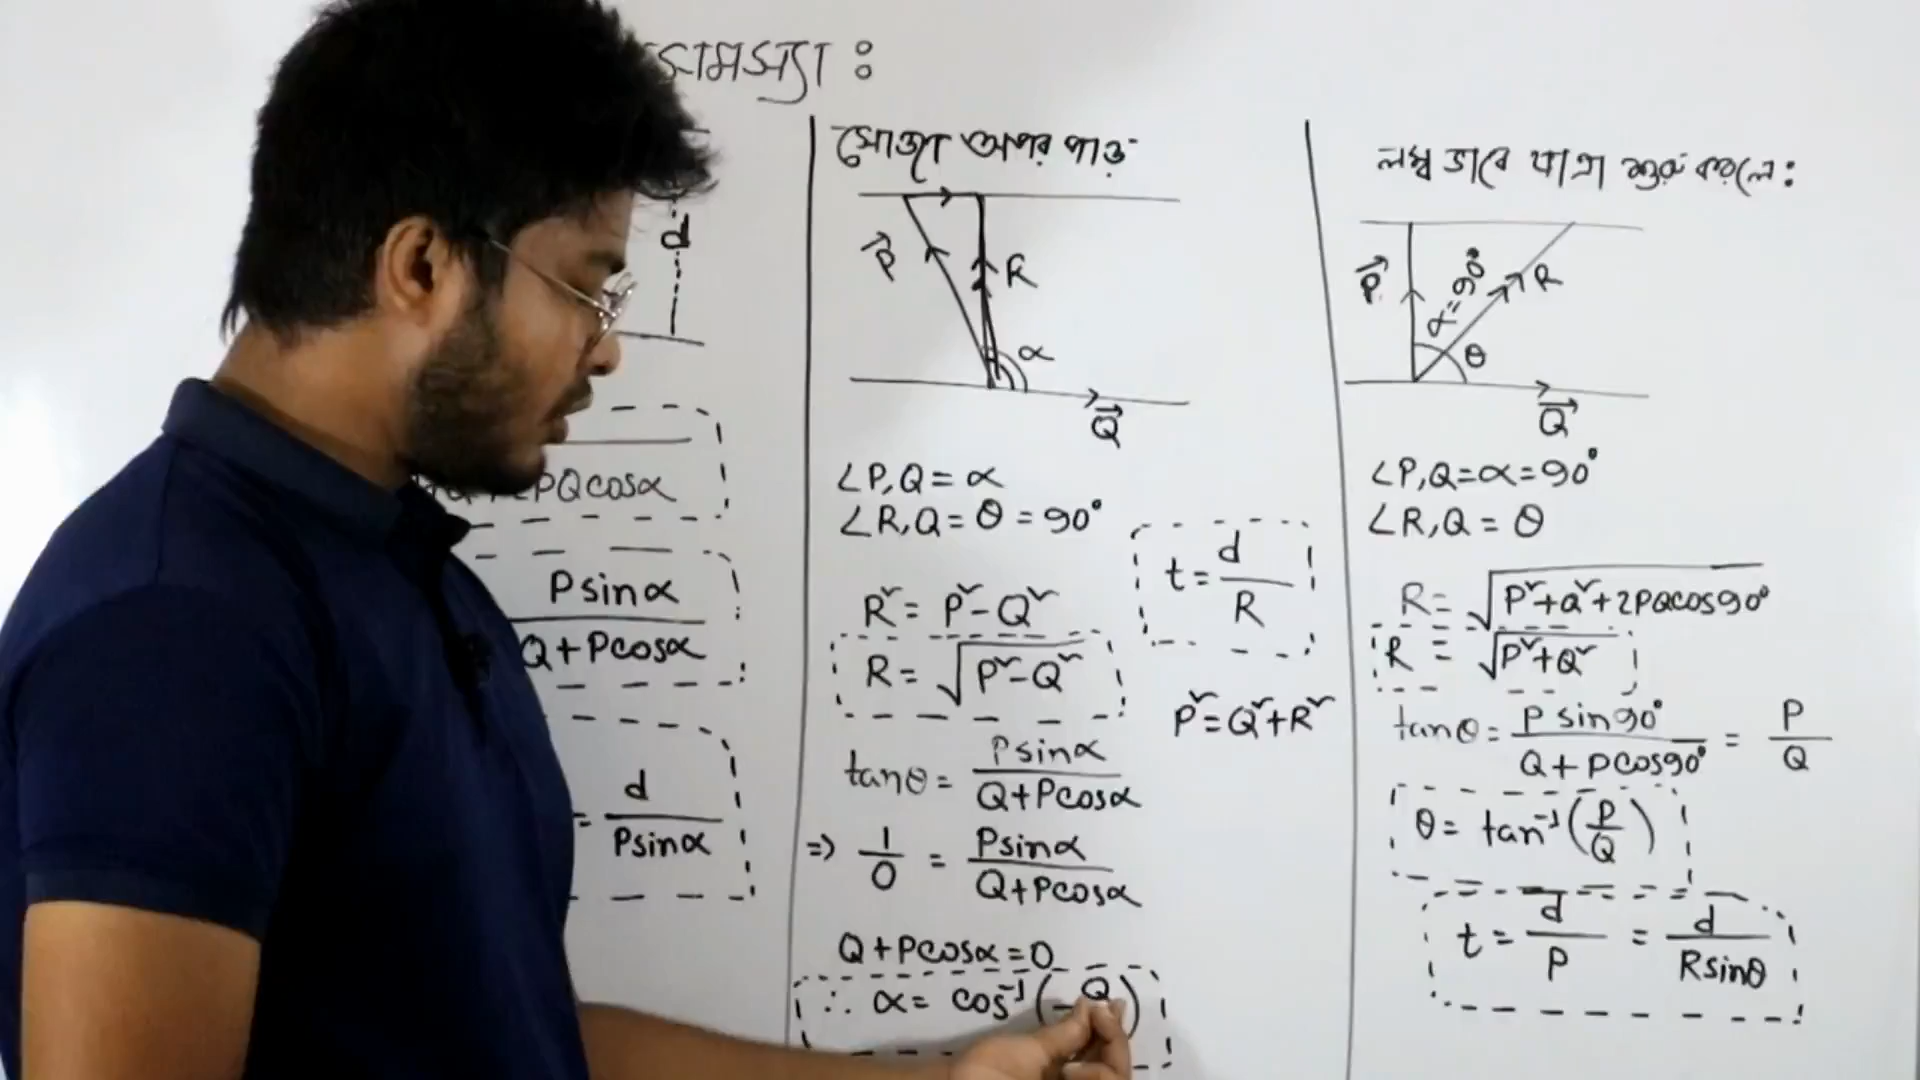 সমস্যা :
d
PQcosα
Psinα
Q+Pcosα
= d
Psinα
সোজা অপর পাড়
P
R
α
Q
∠P,Q = α
∠R,Q = θ = 90°
R² = P² - Q²
R = √P² - Q²
t = d
R
P² = Q² + R²
tanθ = Psinα
Q+Pcosα
=> 1 = Psinα
0 Q+Pcosα
Q+Pcosα = 0
∴ α = cos⁻¹ (- Q )
লম্ব ভাবে যাত্রা শুরু করলে :
P
α = 90°
R
θ
Q
∠P,Q = α = 90°
∠R,Q = θ
R = √P²+Q²+2PQcos90°
R = √P²+Q²
tanθ = P sin90° = P
Q+Pcos90° Q
θ = tan⁻¹ (P/Q)
t = d = d
P Rsinθ